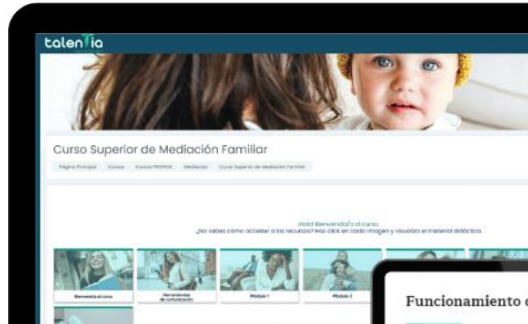 talentia
Curso Superior de Mediación Familiar
Página Principal Cursos Cursos PROPIOS Mediación Curso Superior de Mediación Familiar
¡Hola! Bienvenida/o al curso
¿No sabes cómo acceder a los recursos? Haz click en cada imagen y visualiza el material didáctico.
Bienvenida al curso
Herramientas
de comunicación
Módulo 1
Módulo 2
Funcionamiento